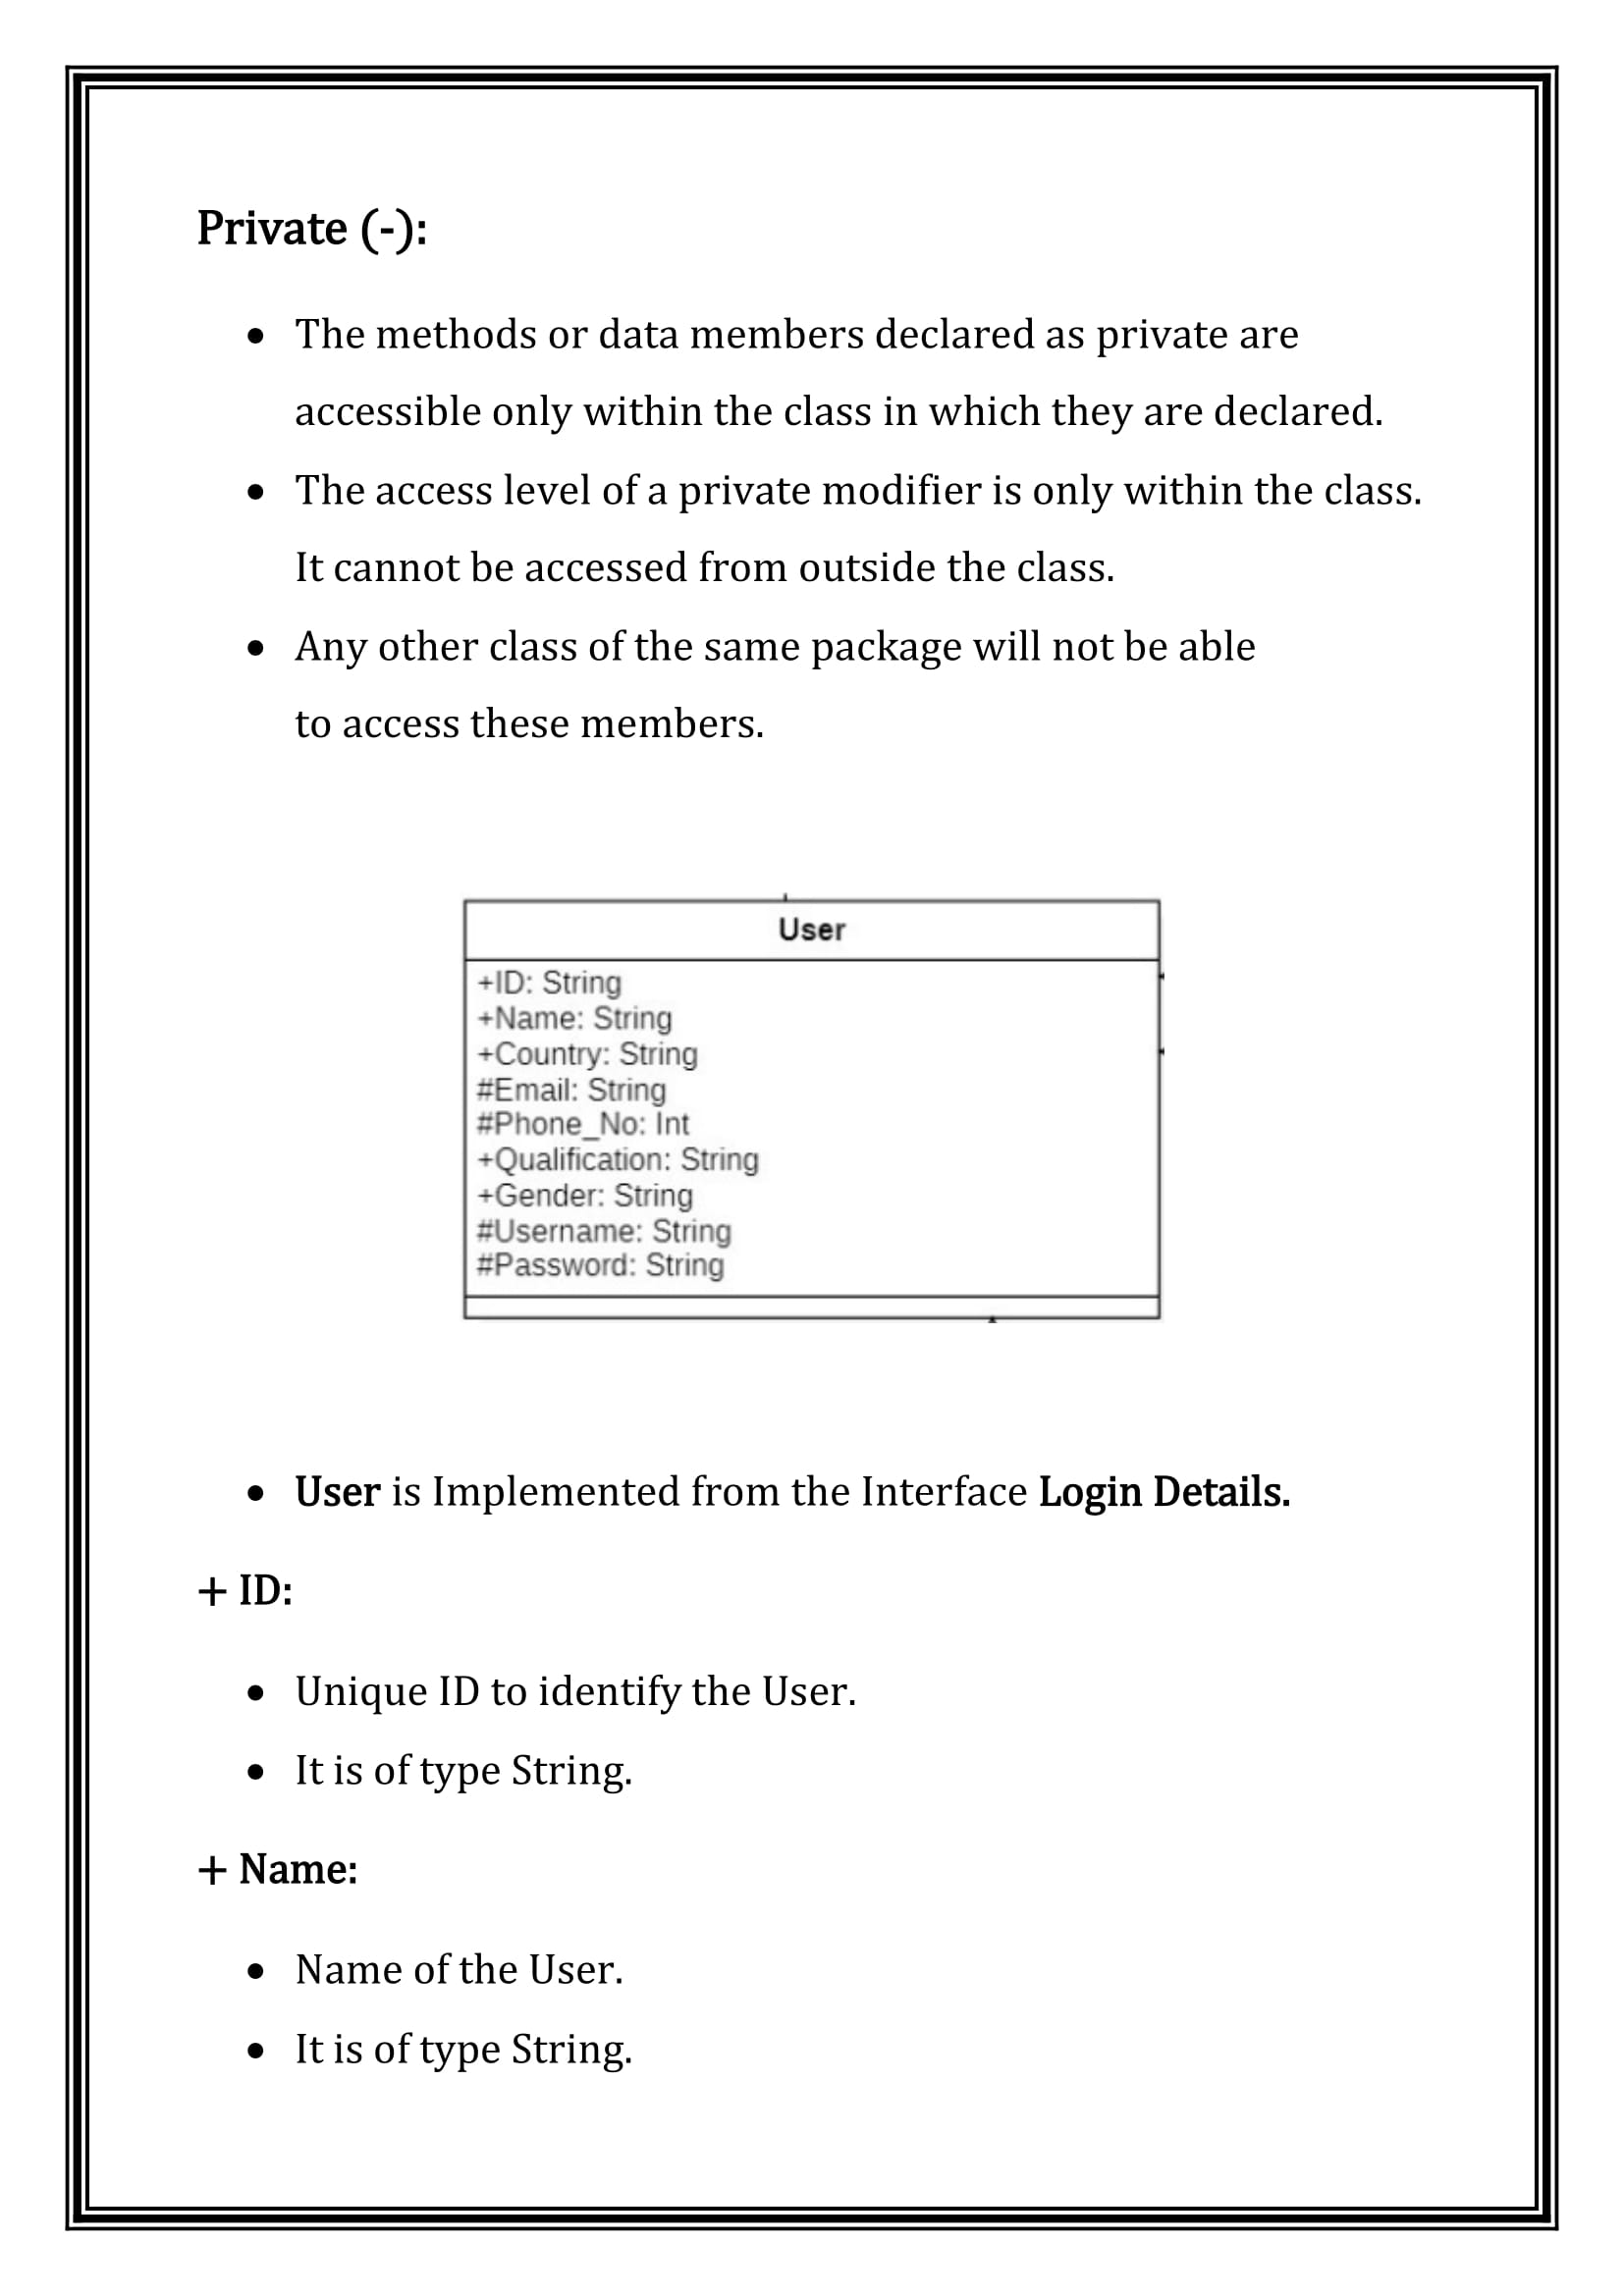 Private (-):
• The methods or data members declared as private are
accessible only within the class in which they are declared.
• The access level of a private modifier is only within the class.
It cannot be accessed from outside the class.
• Any other class of the same package will not be able
to access these members.
User
+ID: String
+Name: String
+Country: String
#Email: String
#Phone_No: Int
+Qualification: String
+Gender: String
#Username: String
#Password: String
• User is Implemented from the Interface Login Details.
+ ID:
• Unique ID to identify the User.
• It is of type String.
+ Name:
• Name of the User.
• It is of type String.